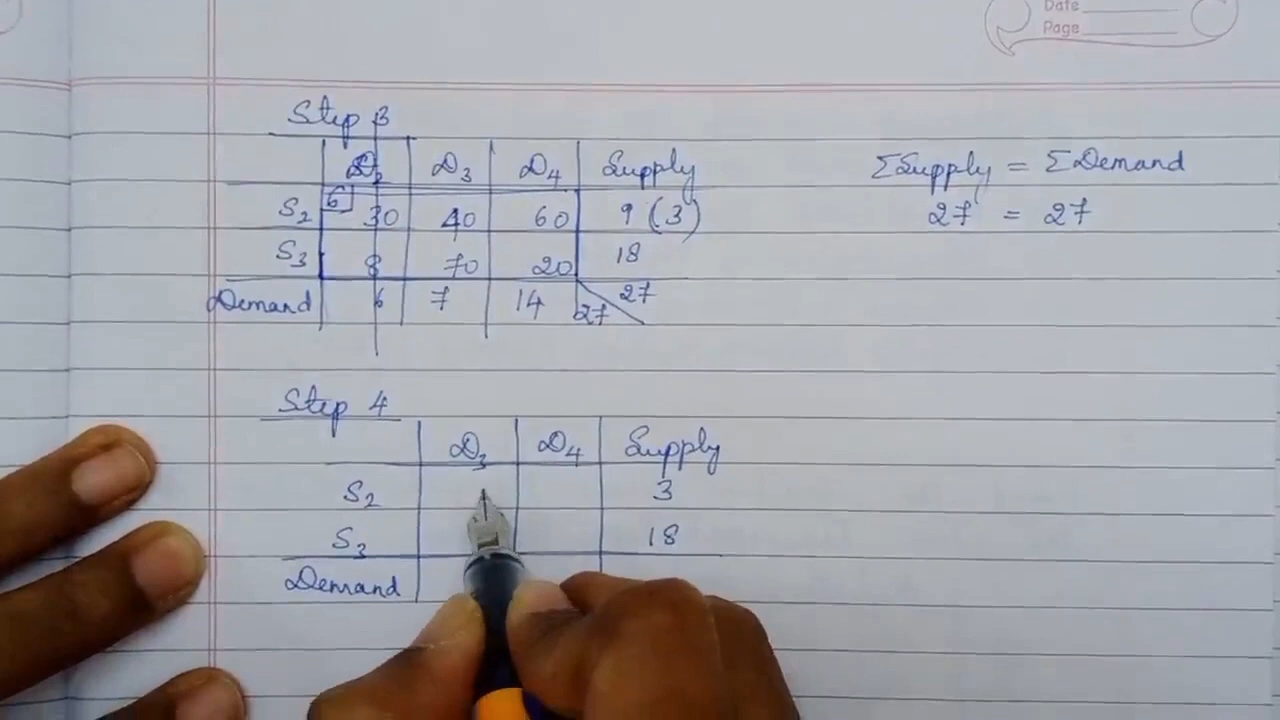 Date
Page
Step 3
D2 D3 D4 Supply
ΣSupply = ΣDemand
S2 6 30 40 60 9 (3)
27 = 27
S3 8 70 20 18
Demand 6 7 14 27 27
Step 4
D3 D4 Supply
S2 3
S3 18
Demand